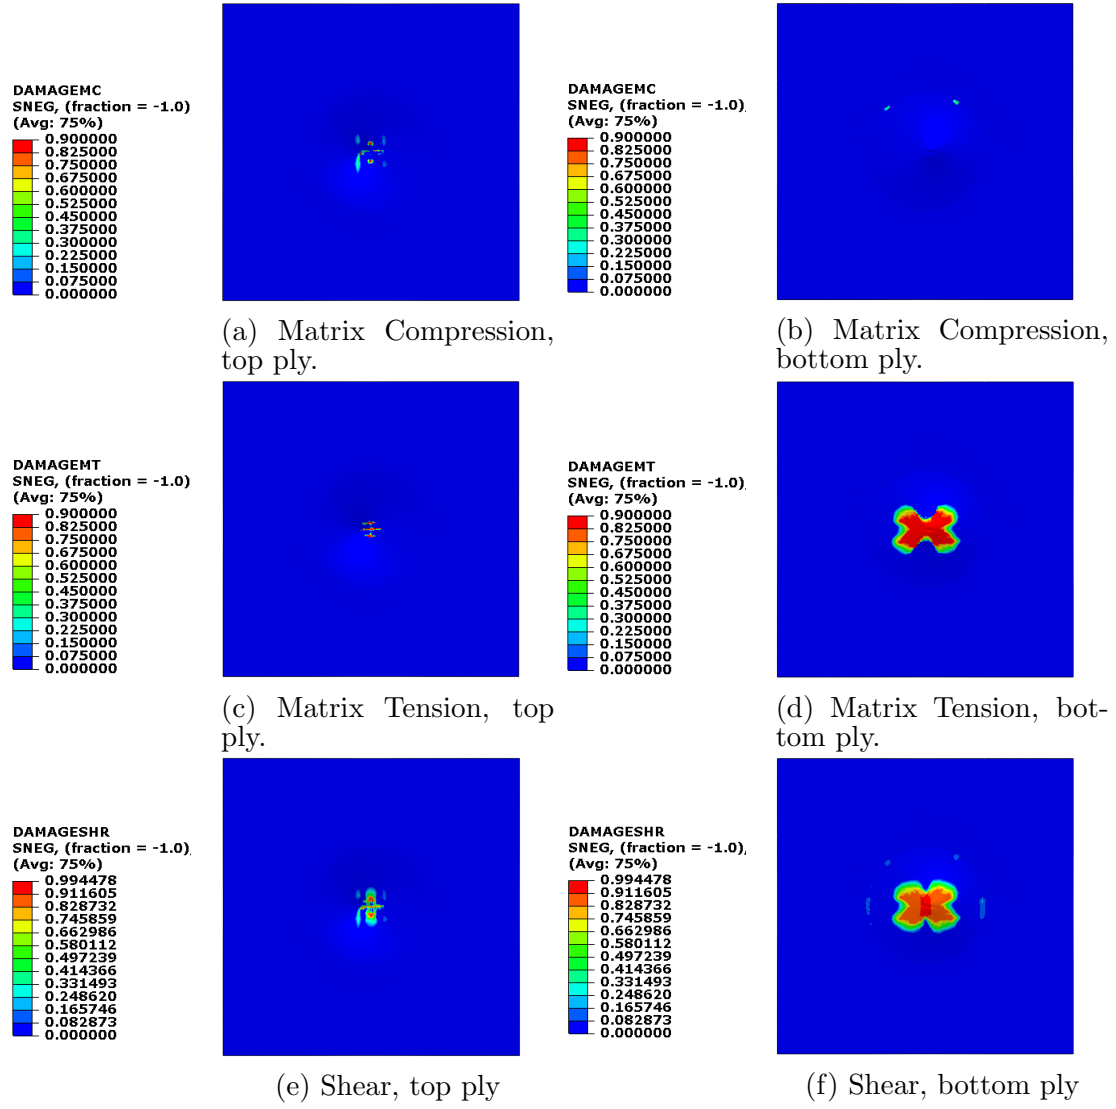 DAMAGEMC
SNEG, (fraction = -1.0)
(Avg: 75%)
0.900000
0.825000
0.750000
0.675000
0.600000
0.525000
0.450000
0.375000
0.300000
0.225000
0.150000
0.075000
0.000000
(a) Matrix Compression,
top ply.
DAMAGEMC
SNEG, (fraction = -1.0),
(Avg: 75%)
0.900000
0.825000
0.750000
0.675000
0.600000
0.525000
0.450000
0.375000
0.300000
0.225000
0.150000
0.075000
0.000000
(b) Matrix Compression,
bottom ply.
DAMAGEMT
SNEG, (fraction = -1.0)
(Avg: 75%)
0.900000
0.825000
0.750000
0.675000
0.600000
0.525000
0.450000
0.375000
0.300000
0.225000
0.150000
0.075000
0.000000
(c) Matrix Tension, top
ply.
DAMAGEMT
SNEG, (fraction = -1.0),
(Avg: 75%)
0.900000
0.825000
0.750000
0.675000
0.600000
0.525000
0.450000
0.375000
0.300000
0.225000
0.150000
0.075000
0.000000
(d) Matrix Tension, bot-
tom ply.
DAMAGESHR
SNEG, (fraction = -1.0),
(Avg: 75%)
0.994478
0.911605
0.828732
0.745859
0.662986
0.580112
0.497239
0.414366
0.331493
0.248620
0.165746
0.082873
0.000000
(e) Shear, top ply
DAMAGESHR
SNEG, (fraction = -1.0),
(Avg: 75%)
0.994478
0.911605
0.828732
0.745859
0.662986
0.580112
0.497239
0.414366
0.331493
0.248620
0.165746
0.082873
0.000000
(f) Shear, bottom ply